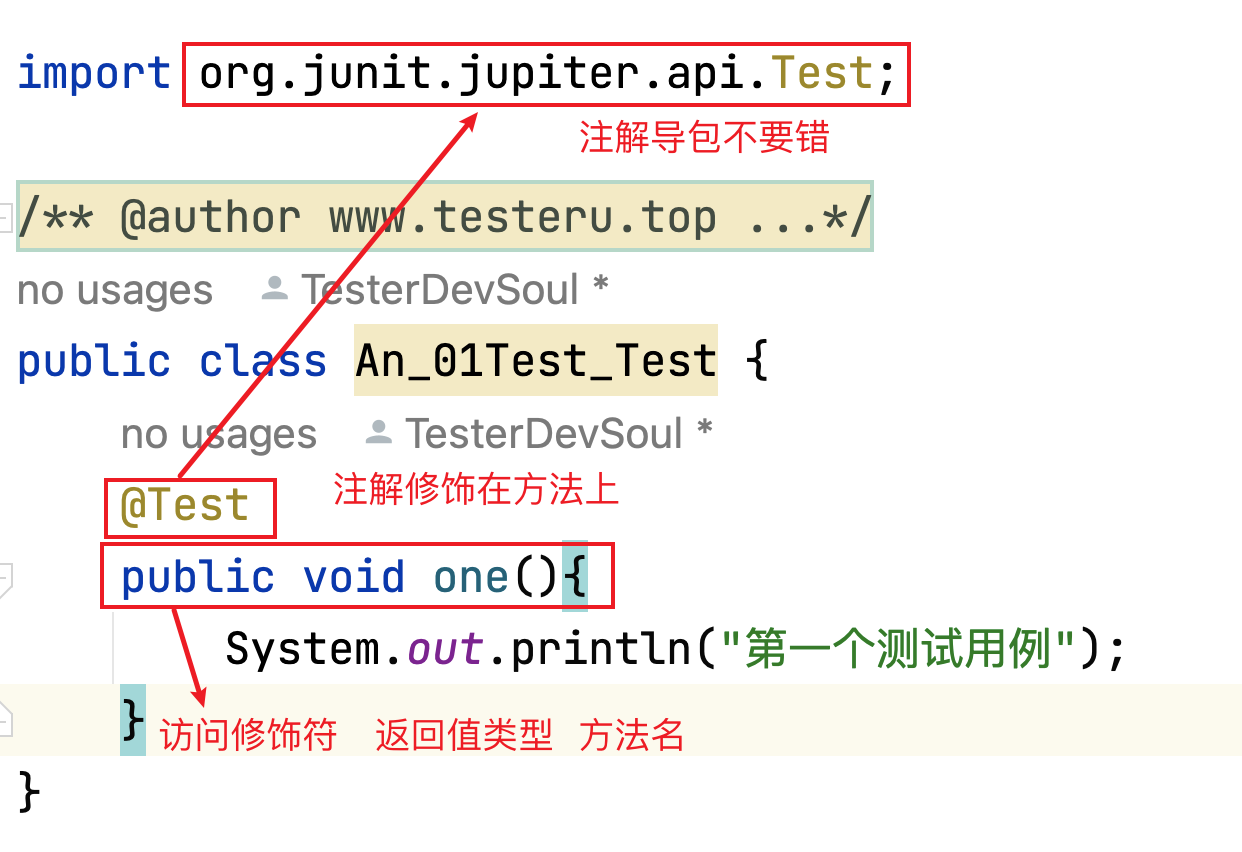 import org.junit.jupiter.api.Test;
注解导包不要错
/** @author www.testeru.top ...*/
no usages TesterDevSoul *
public class An_01Test_Test {
no usages TesterDevSoul *
注解修饰在方法上
@Test
public void one(){
System.out.println("第一个测试用例");
} 访问修饰符 返回值类型 方法名
}